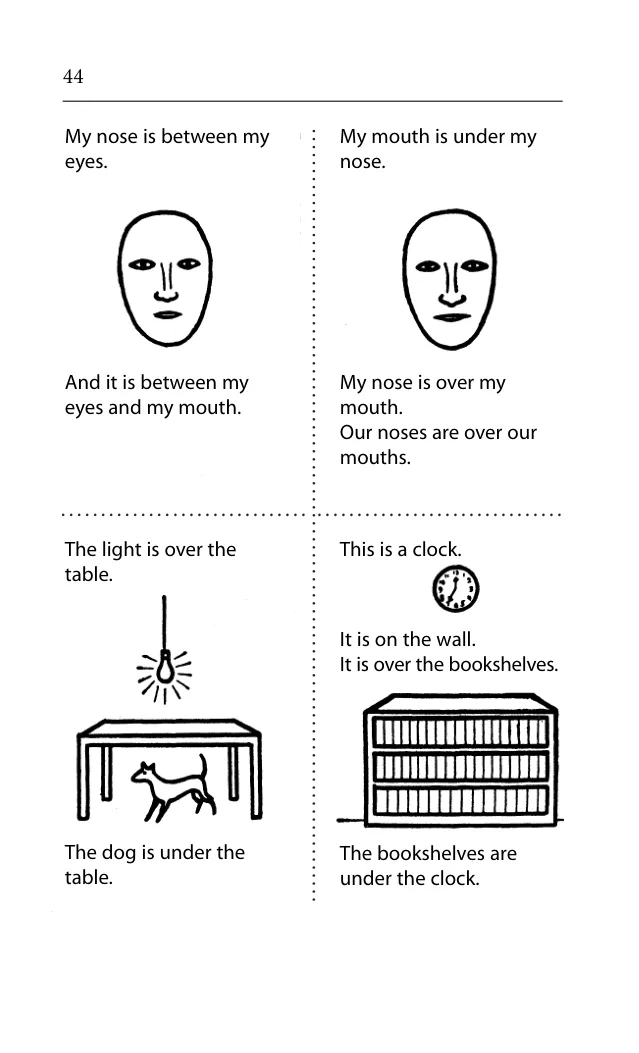 44
My nose is between my
eyes.
And it is between my
eyes and my mouth.
My mouth is under my
nose.
My nose is over my
mouth.
Our noses are over our
mouths.
The light is over the
table.
The dog is under the
table.
This is a clock.
It is on the wall.
It is over the bookshelves.
The bookshelves are
under the clock.